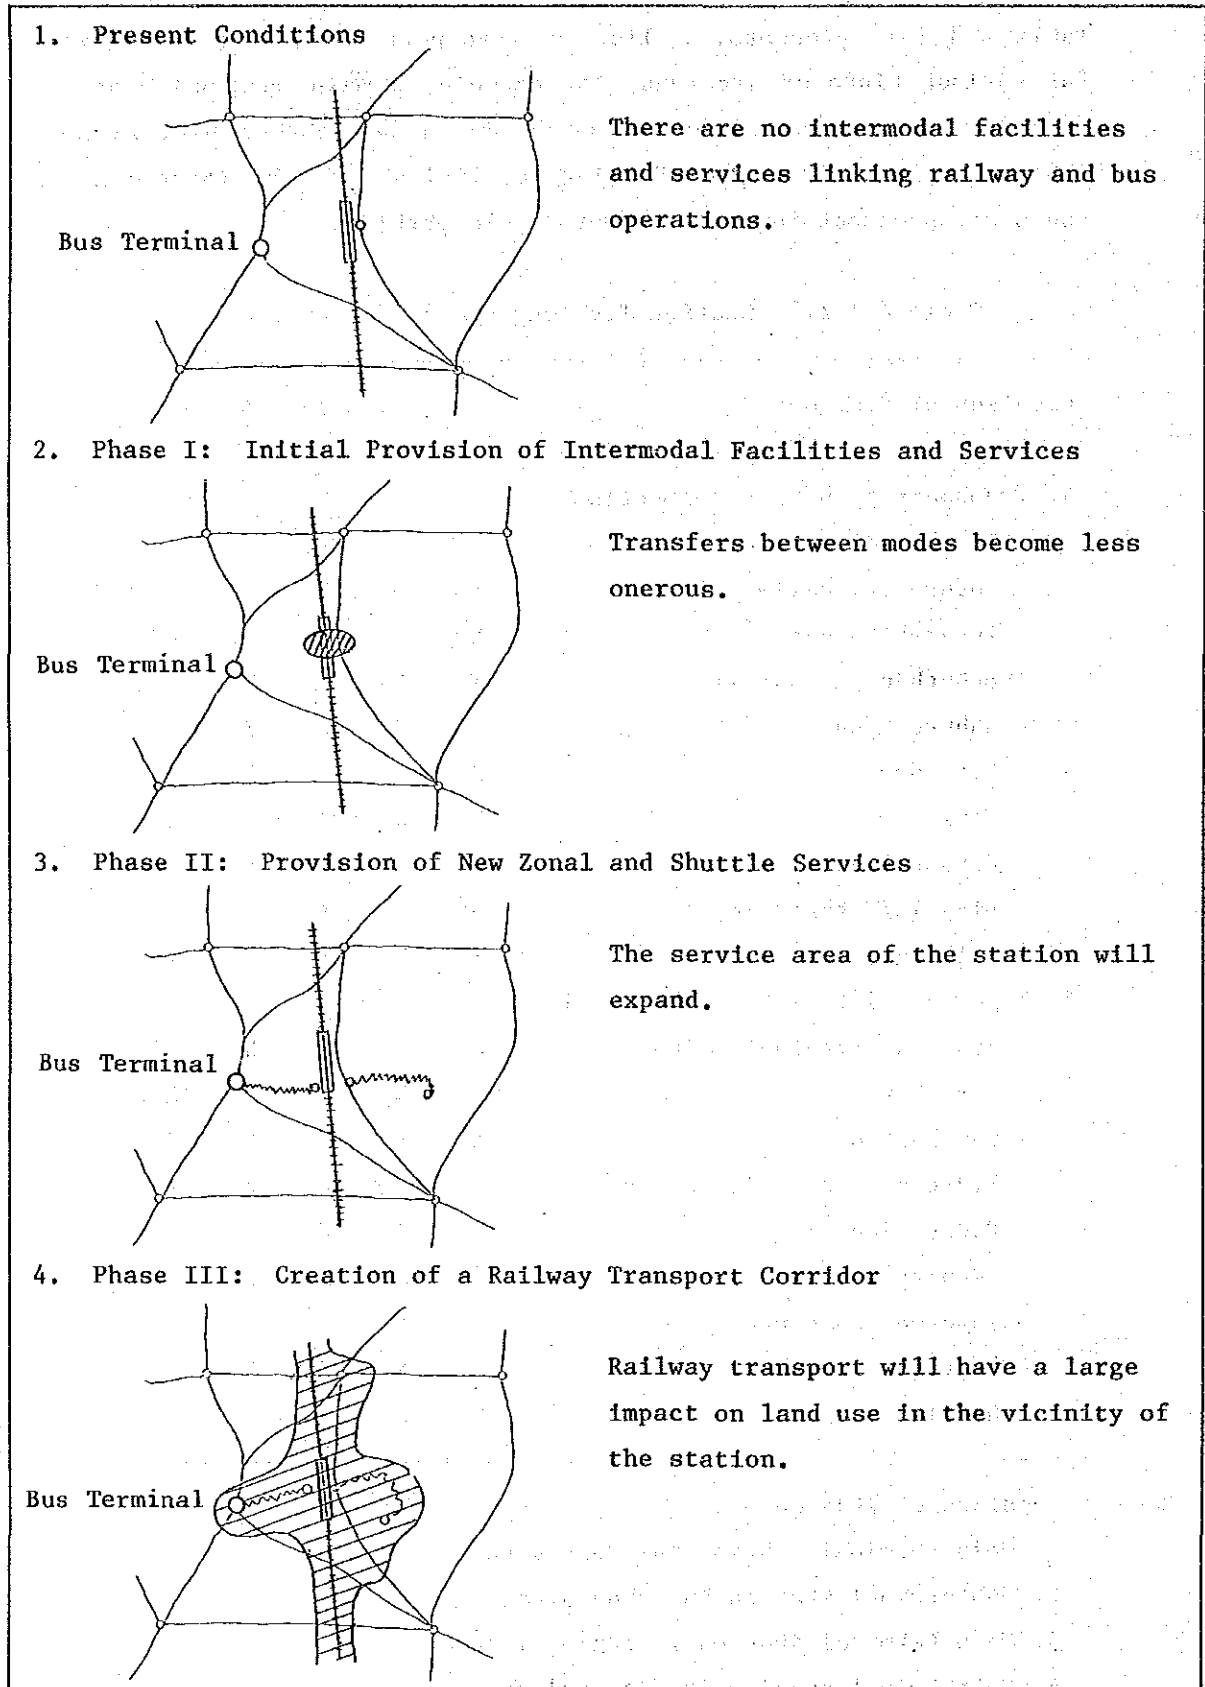 1. Present Conditions
There are no intermodal facilities
and services linking railway and bus
operations.
Bus Terminal
2. Phase I: Initial Provision of Intermodal Facilities and Services
Transfers between modes become less
onerous.
Bus Terminal
3. Phase II: Provision of New Zonal and Shuttle Services
The service area of the station will
expand.
Bus Terminal
4. Phase III: Creation of a Railway Transport Corridor
Railway transport will have a large
impact on land use in the vicinity of
the station.
Bus Terminal